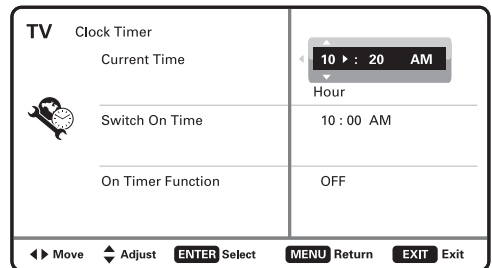 TV Clock Timer
Current Time 10 : 20 AM
Hour
Switch On Time 10 : 00 AM
On Timer Function OFF
Move Adjust ENTER Select MENU Return EXIT Exit